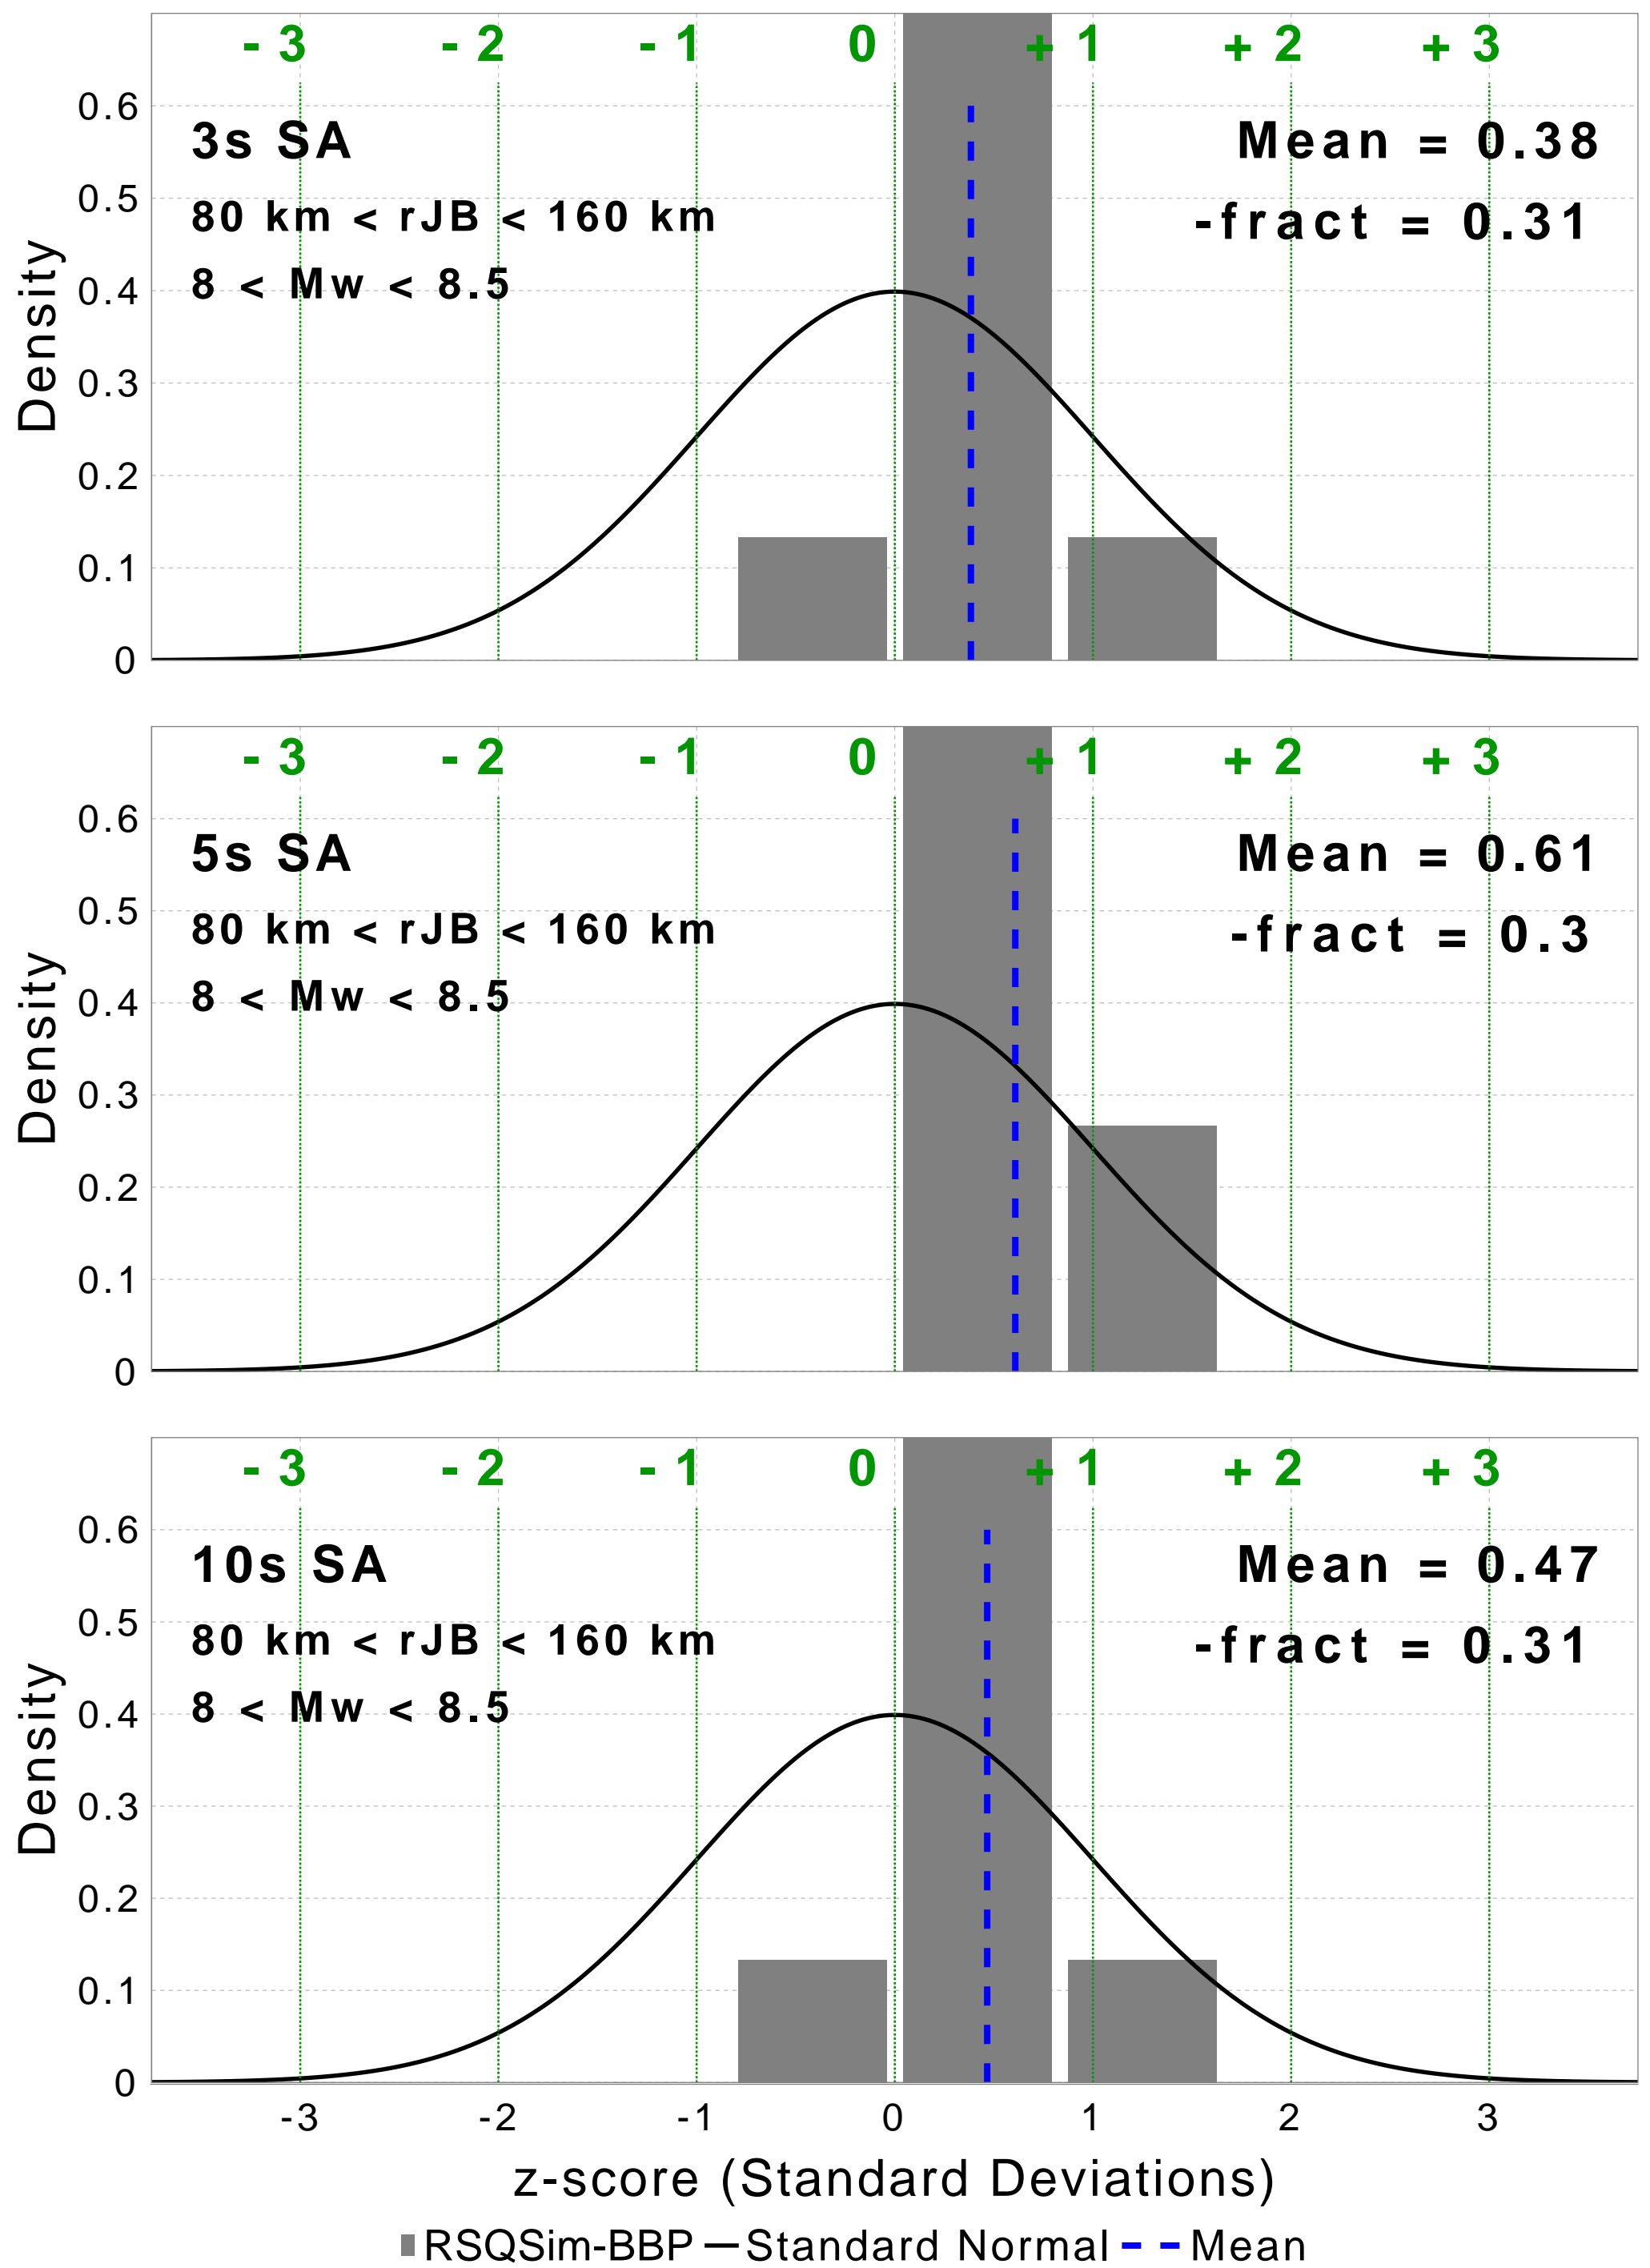 - 3 - 2 - 1 0 + 1 + 2 + 3
0.6
3s SA
Mean = 0.38
0.5
80 km < rJB < 160 km
-fract = 0.31
8 < Mw < 8.5
0.4
Density
0.3
0.2
0.1
0
- 3 - 2 - 1 0 + 1 + 2 + 3
0.6
5s SA
Mean = 0.61
0.5
80 km < rJB < 160 km
-fract = 0.3
8 < Mw < 8.5
0.4
Density
0.3
0.2
0.1
0
- 3 - 2 - 1 0 + 1 + 2 + 3
0.6
10s SA
Mean = 0.47
0.5
80 km < rJB < 160 km
-fract = 0.31
8 < Mw < 8.5
0.4
Density
0.3
0.2
0.1
0
-3 -2 -1 0 1 2 3
z-score (Standard Deviations)
RSQSim-BBP Standard Normal Mean